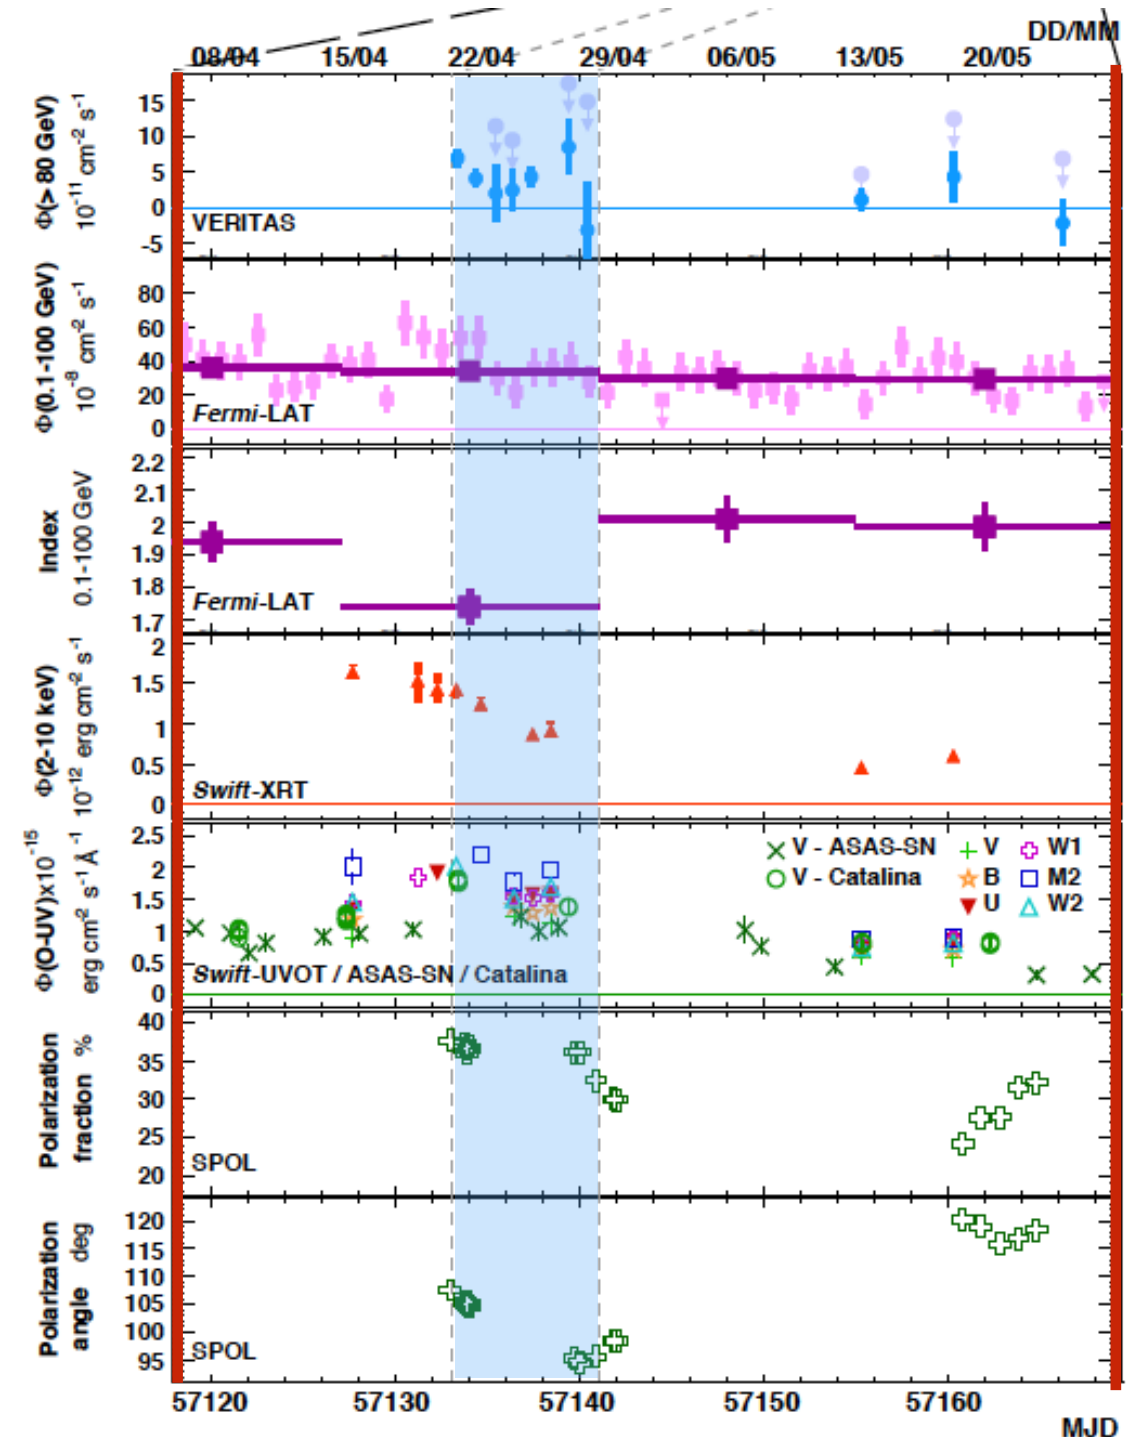 DD/MM
08/04 15/04 22/04 29/04 06/05 13/05 20/05
Φ(> 80 GeV)
10⁻¹¹ cm⁻² s⁻¹
15
10
5
0
-5
VERITAS
Φ(0.1-100 GeV)
10⁻⁸ cm⁻² s⁻¹
80
60
40
20
0
Fermi-LAT
Index
0.1-100 GeV
2.2
2.1
2
1.9
1.8
1.7
Fermi-LAT
Φ(2-10 keV)
10⁻¹² erg cm⁻² s⁻¹
2
1.5
1
0.5
0
Swift-XRT
Φ(O-UV)x10⁻¹⁵
erg cm⁻² s⁻¹ Å⁻¹
2.5
2
1.5
1
0.5
0
V - ASAS-SN V W1
V - Catalina B M2
U W2
Swift-UVOT / ASAS-SN / Catalina
Polarization
fraction %
40
35
30
25
20
SPOL
Polarization
angle deg
120
115
110
105
100
95
SPOL
57120 57130 57140 57150 57160
MJD